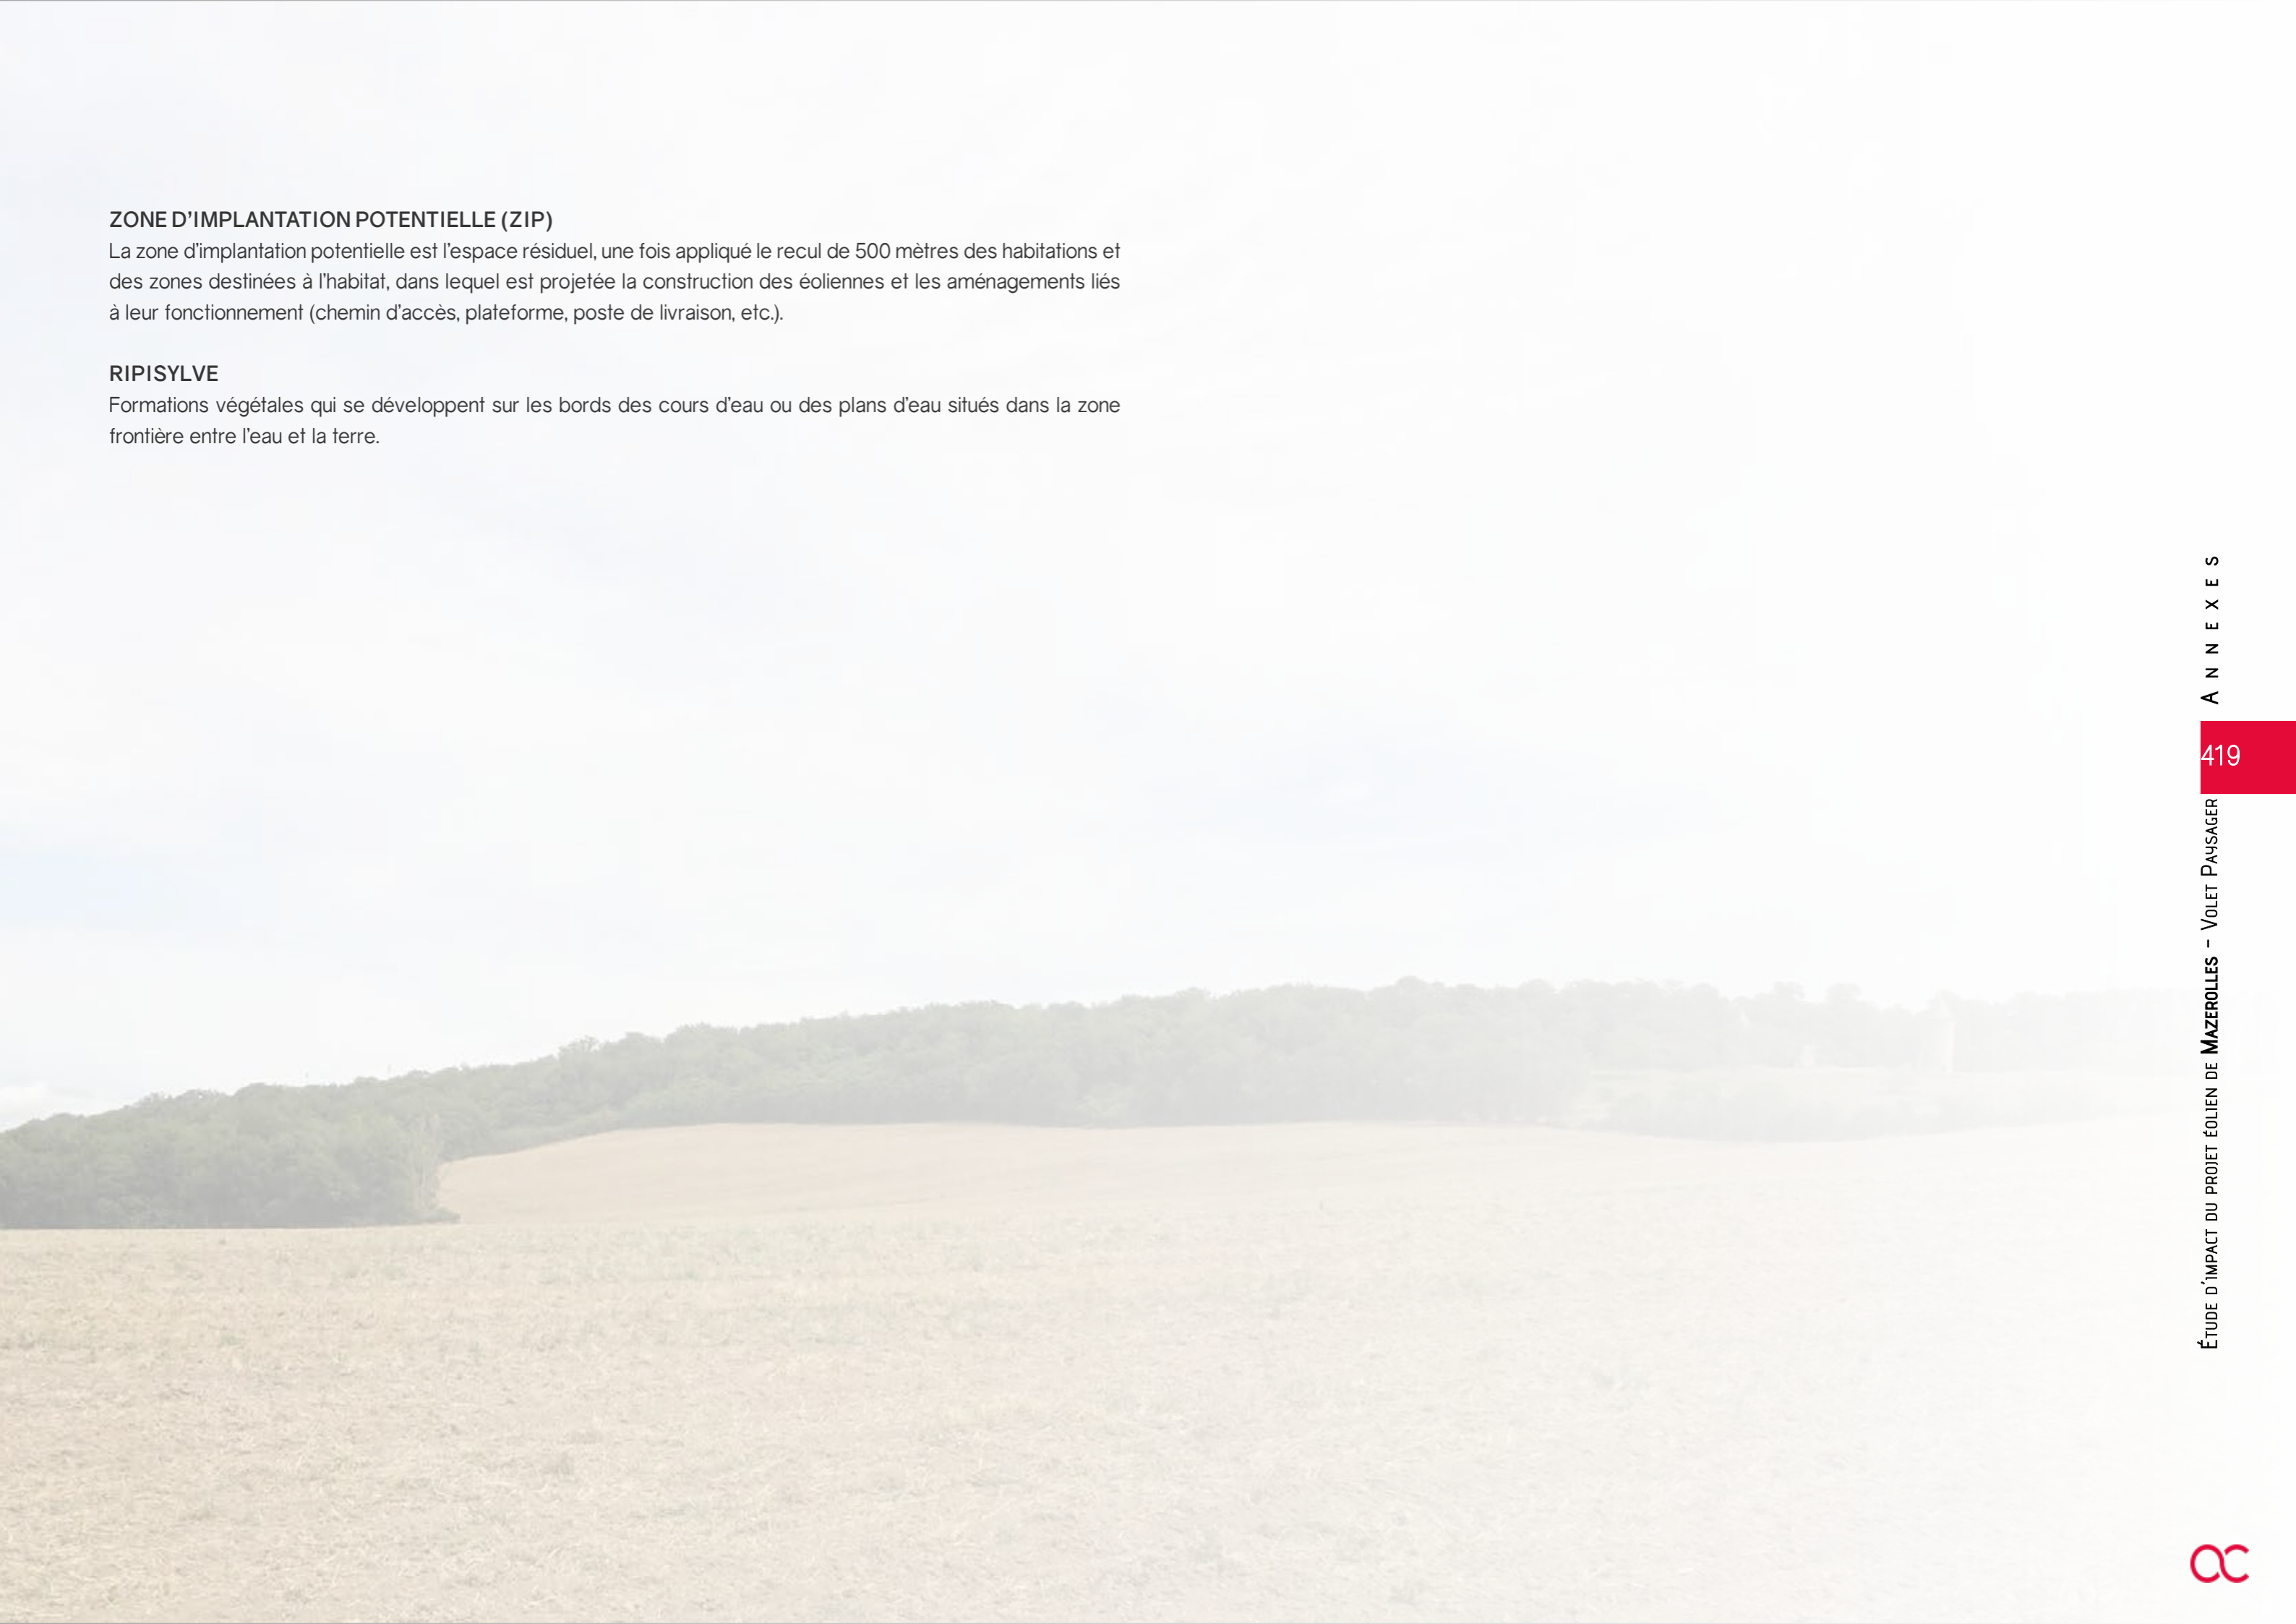 ZONE D'IMPLANTATION POTENTIELLE (ZIP)
La zone d'implantation potentielle est l'espace résiduel, une fois appliqué le recul de 500 mètres des habitations et
des zones destinées à l'habitat, dans lequel est projetée la construction des éoliennes et les aménagements liés
à leur fonctionnement (chemin d'accès, plateforme, poste de livraison, etc.).
RIPISYLVE
Formations végétales qui se développent sur les bords des cours d'eau ou des plans d'eau situés dans la zone
frontière entre l'eau et la terre.
ANNEXES
419
ÉTUDE D'IMPACT DU PROJET ÉOLIEN DE MAZEROLLES - VOLET PAYSAGER